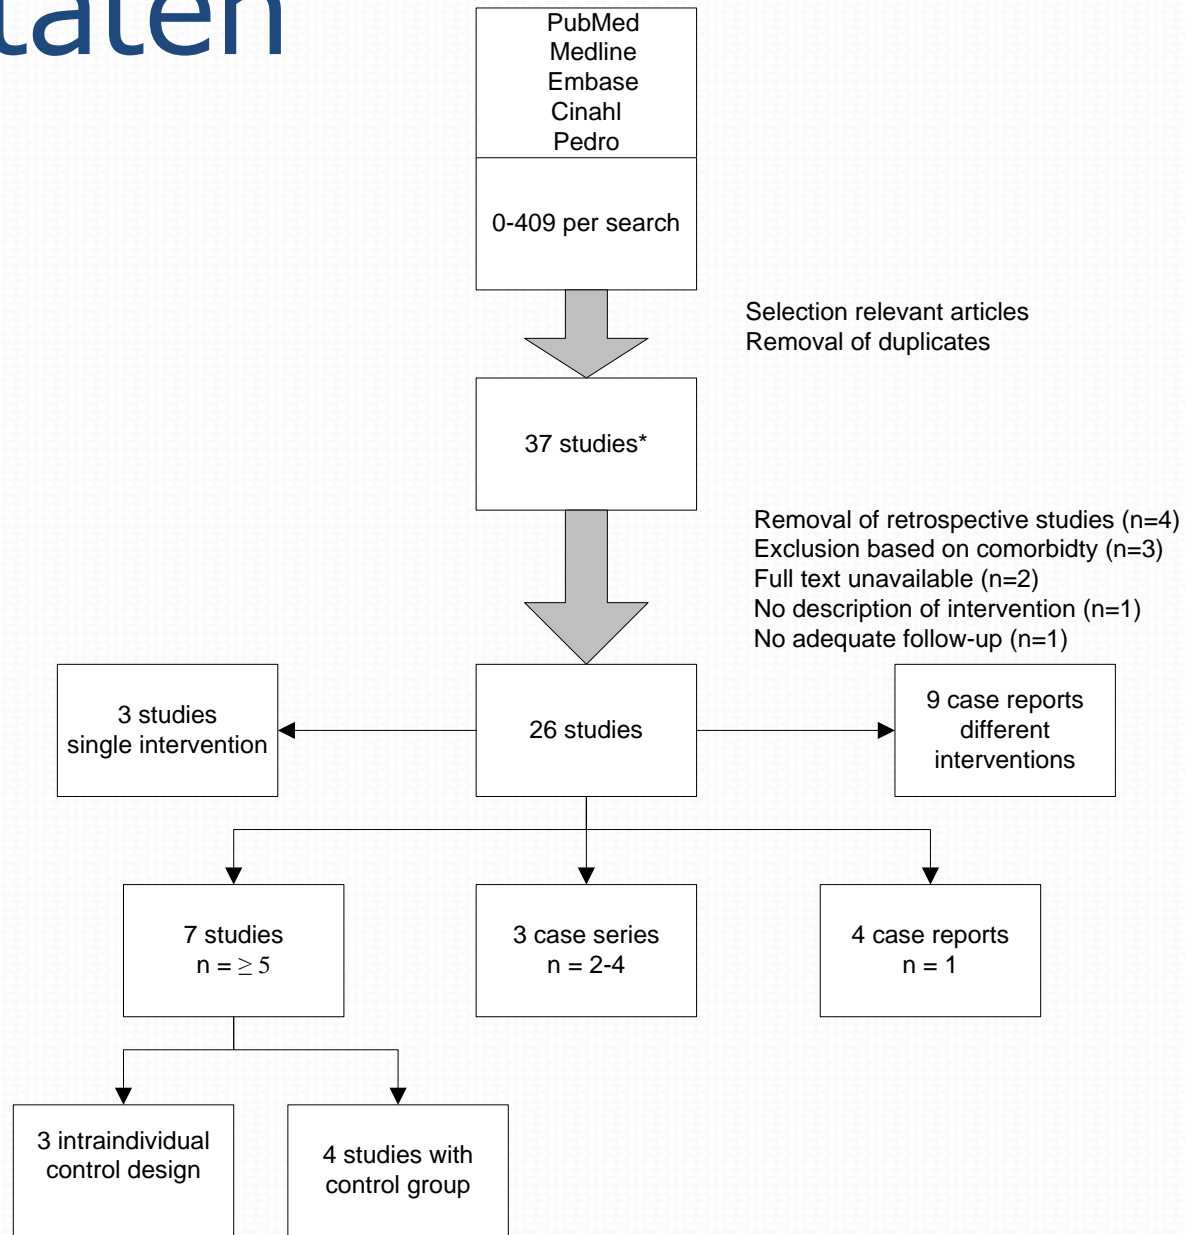 taten
PubMed
Medline
Embase
Cinahl
Pedro
0-409 per search
Selection relevant articles
Removal of duplicates
37 studies*
Removal of retrospective studies (n=4)
Exclusion based on comorbidty (n=3)
Full text unavailable (n=2)
No description of intervention (n=1)
No adequate follow-up (n=1)
3 studies
single intervention
26 studies
9 case reports
different
interventions
7 studies
n = ≥ 5
3 case series
n = 2-4
4 case reports
n = 1
3 intraindividual
control design
4 studies with
control group